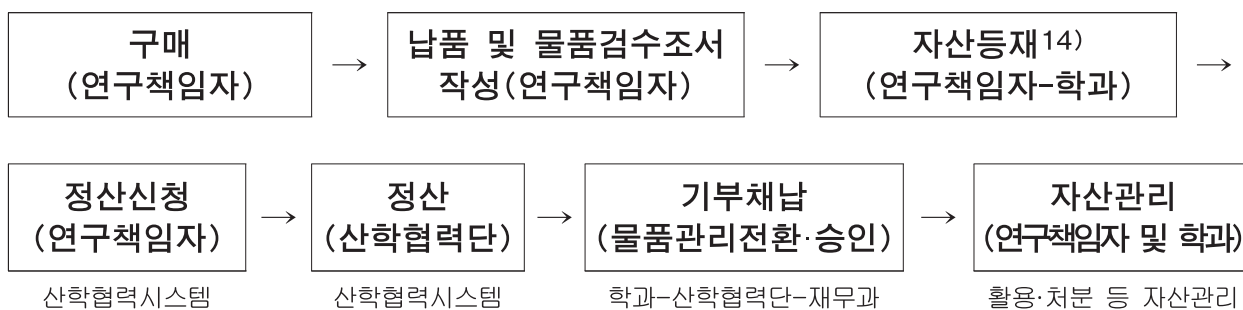 구매
(연구책임자)
→
납품 및 물품검수조서
작성(연구책임자)
→
자산등재14)
(연구책임자-학과)
→
정산신청
(연구책임자)
산학협력시스템
→
정산
(산학협력단)
산학협력시스템
→
기부채납
(물품관리전환·승인)
학과-산학협력단-재무과
→
자산관리
(연구책임자 및 학과)
활용·처분 등 자산관리